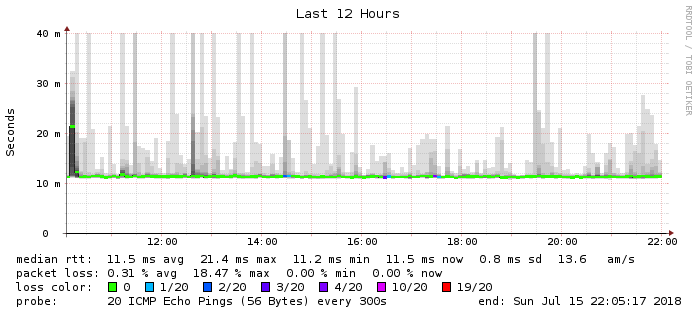 Last 12 Hours
RRDTOOL / TOBI OETIKER
Seconds
40 m
30 m
20 m
10 m
0
12:00 14:00 16:00 18:00 20:00 22:00
median rtt: 11.5 ms avg 21.4 ms max 11.2 ms min 11.5 ms now 0.8 ms sd 13.6 am/s
packet loss: 0.31 % avg 18.47 % max 0.00 % min 0.00 % now
loss color: 0 1/20 2/20 3/20 4/20 10/20 19/20
probe: 20 ICMP Echo Pings (56 Bytes) every 300s end: Sun Jul 15 22:05:17 2018